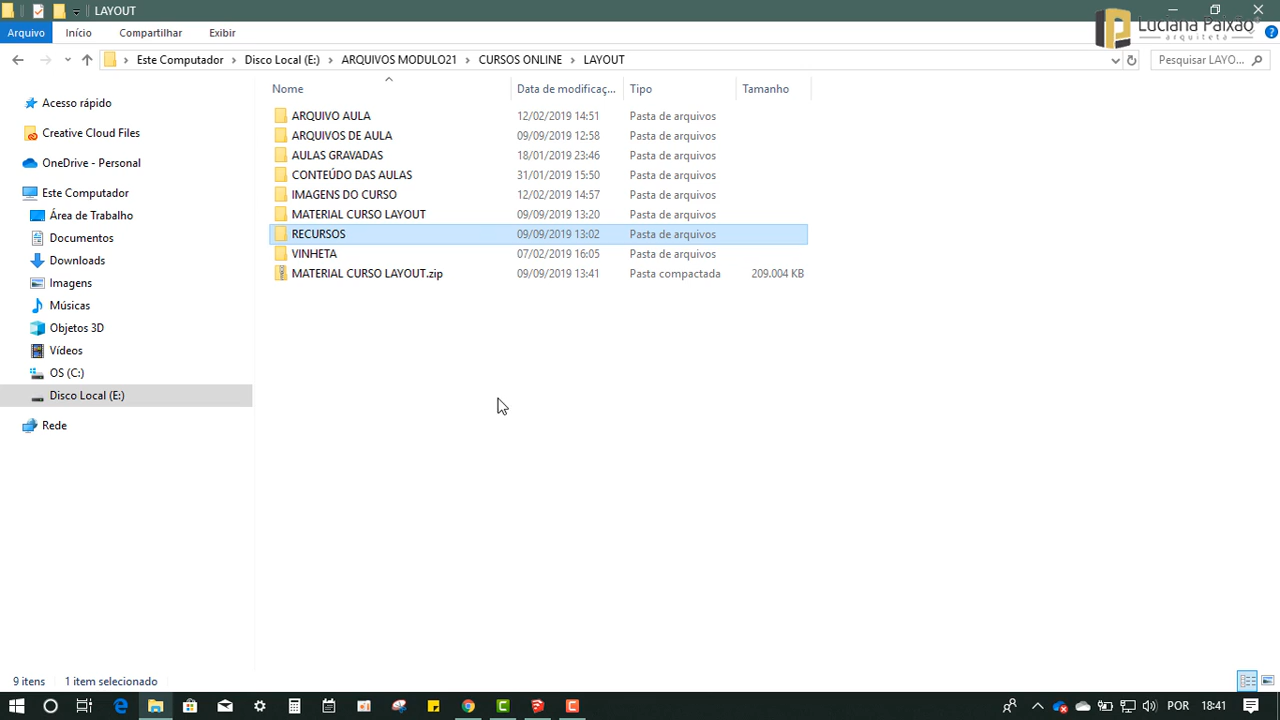 LAYOUT
Luciana Paixão
arquiteta
Arquivo Início Compartilhar Exibir
Este Computador Disco Local (E:) ARQUIVOS MODULO21 CURSOS ONLINE LAYOUT Pesquisar LAYO...
Nome Data de modificaç... Tipo Tamanho
Acesso rápido
Creative Cloud Files
OneDrive - Personal
Este Computador
Área de Trabalho
Documentos
Downloads
Imagens
Músicas
Objetos 3D
Vídeos
OS (C:)
Disco Local (E:)
Rede
ARQUIVO AULA 12/02/2019 14:51 Pasta de arquivos
ARQUIVOS DE AULA 09/09/2019 12:58 Pasta de arquivos
AULAS GRAVADAS 18/01/2019 23:46 Pasta de arquivos
CONTEÚDO DAS AULAS 31/01/2019 15:50 Pasta de arquivos
IMAGENS DO CURSO 12/02/2019 14:57 Pasta de arquivos
MATERIAL CURSO LAYOUT 09/09/2019 13:20 Pasta de arquivos
RECURSOS 09/09/2019 13:02 Pasta de arquivos
VINHETA 07/02/2019 16:05 Pasta de arquivos
MATERIAL CURSO LAYOUT.zip 09/09/2019 13:41 Pasta compactada 209.004 KB
9 itens 1 item selecionado
POR 18:41